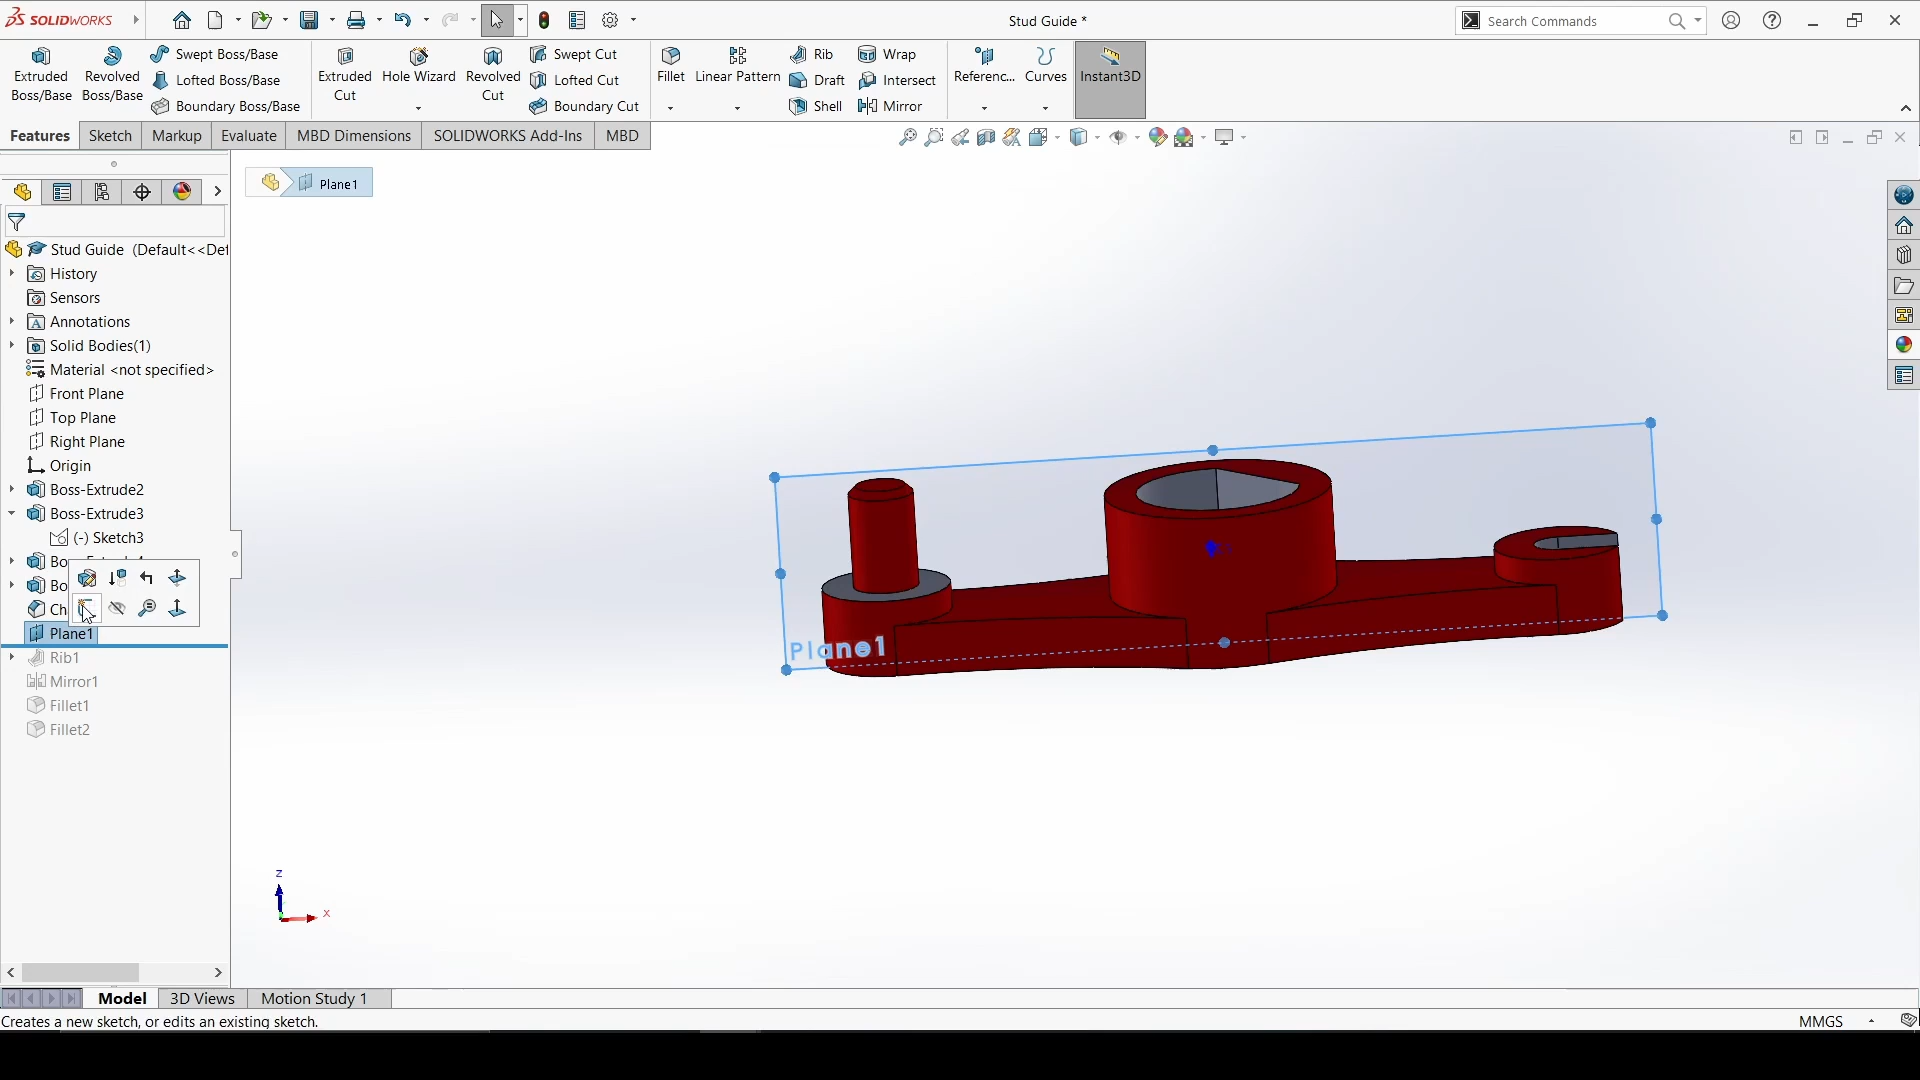 SOLIDWORKS
Stud Guide *
Search Commands
Extruded Boss/Base
Revolved Boss/Base
Swept Boss/Base
Lofted Boss/Base
Boundary Boss/Base
Extruded Cut
Hole Wizard
Revolved Cut
Swept Cut
Lofted Cut
Boundary Cut
Fillet
Linear Pattern
Rib
Draft
Shell
Wrap
Intersect
Mirror
Referenc...
Curves
Instant3D
Features
Sketch
Markup
Evaluate
MBD Dimensions
SOLIDWORKS Add-Ins
MBD
Plane1
Stud Guide (Default<<Def
History
Sensors
Annotations
Solid Bodies(1)
Material <not specified>
Front Plane
Top Plane
Right Plane
Origin
Boss-Extrude2
Boss-Extrude3
(-) Sketch3
Bo
Bo
Ch
Plane1
Rib1
Mirror1
Fillet1
Fillet2
Plane1
z
x
Model
3D Views
Motion Study 1
Creates a new sketch, or edits an existing sketch.
MMGS